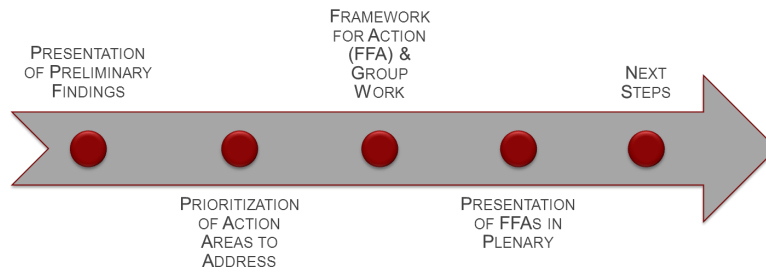 PRESENTATION
OF PRELIMINARY
FINDINGS
PRIORITIZATION
OF ACTION
AREAS TO
ADDRESS
FRAMEWORK
FOR ACTION
(FFA) &
GROUP
WORK
PRESENTATION
OF FFAS IN
PLENARY
NEXT
STEPS